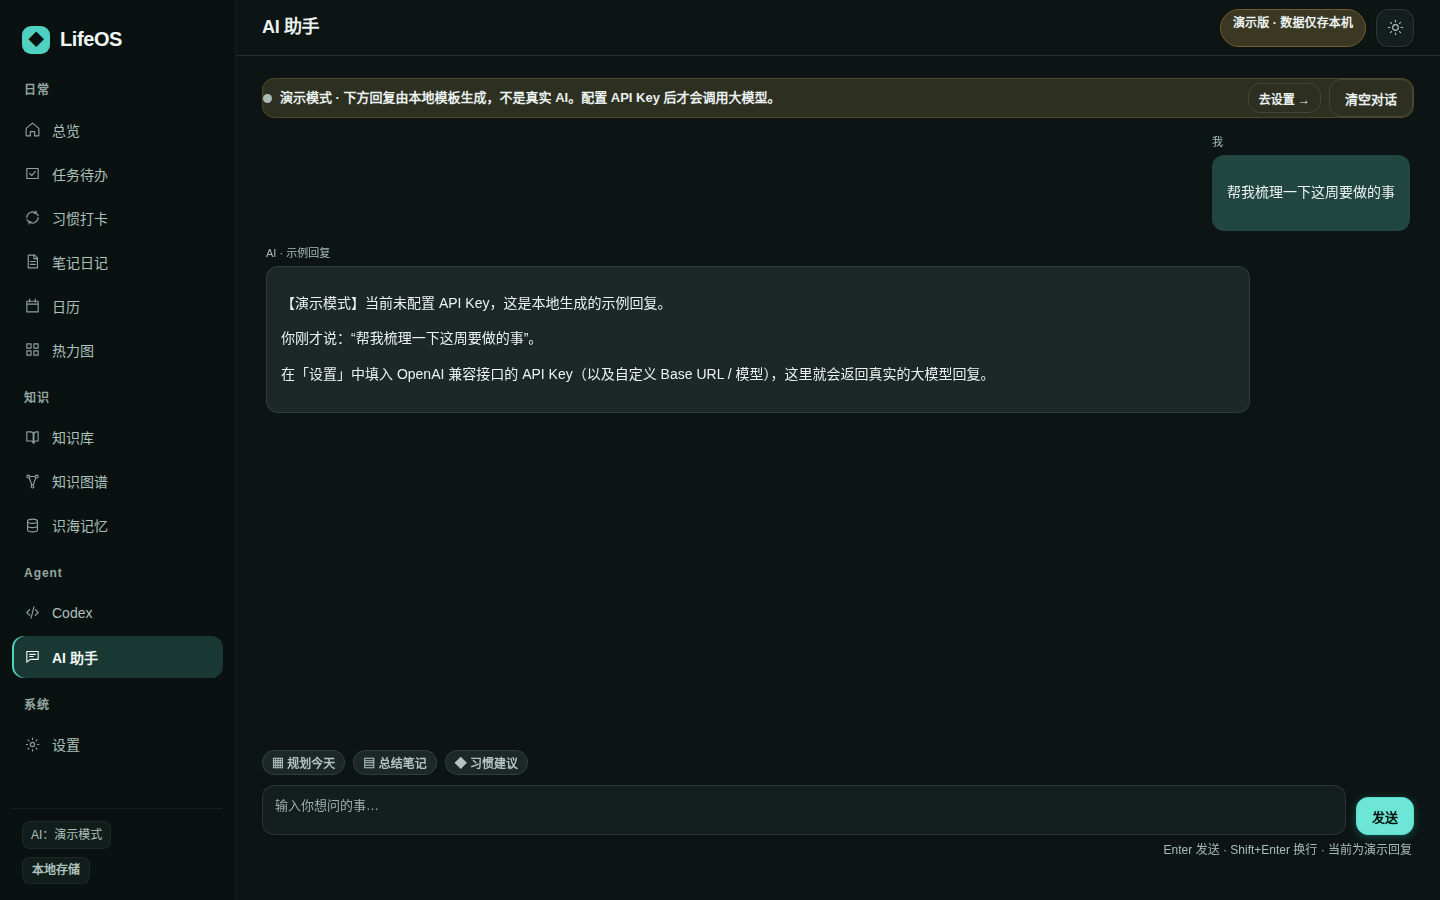 LifeOS
日常
总览
任务待办
习惯打卡
笔记日记
日历
热力图
知识
知识库
知识图谱
识海记忆
Agent
Codex
AI 助手
系统
设置
AI：演示模式
本地存储
AI 助手
演示版 · 数据仅存本机
演示模式 · 下方回复由本地模板生成，不是真实 AI。配置 API Key 后才会调用大模型。
去设置 →
清空对话
我
帮我梳理一下这周要做的事
AI · 示例回复
【演示模式】当前未配置 API Key，这是本地生成的示例回复。
你刚才说：“帮我梳理一下这周要做的事”。
在「设置」中填入 OpenAI 兼容接口的 API Key（以及自定义 Base URL / 模型），这里就会返回真实的大模型回复。
▦ 规划今天
▤ 总结笔记
◆ 习惯建议
输入你想问的事…
发送
Enter 发送 · Shift+Enter 换行 · 当前为演示回复